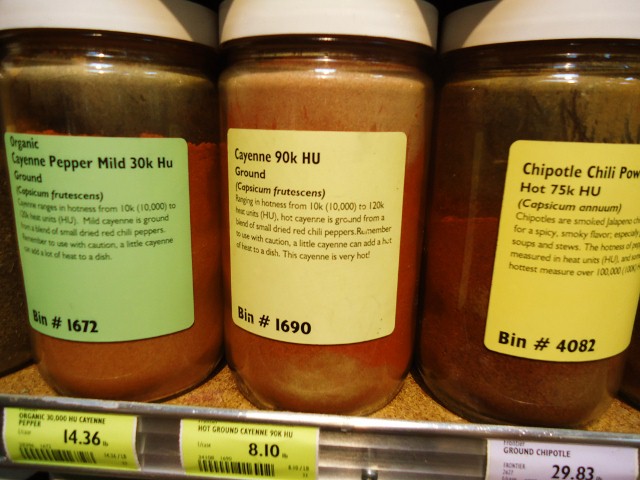 Organic
Cayenne Pepper Mild 30k Hu
Ground
(Capsicum frutescens)
Cayenne ranges in hotness from 10k (10,000) to
120k heat units (HU). Mild cayenne is ground
from a blend of small dried red chili peppers.
Remember to use with caution, a little cayenne
can add a lot of heat to a dish.
Bin # 1672
Cayenne 90k HU
Ground
(Capsicum frutescens)
Ranging in hotness from 10k (10,000) to 120k
heat units (HU), hot cayenne is ground from a
blend of small dried red chili peppers. Remember
to use with caution, a little cayenne can add a hot
of heat to a dish. This cayenne is very hot!
Bin # 1690
Chipotle Chili Pow
Hot 75k HU
(Capsicum annuum)
Chipotles are smoked Jalapeno
for a spicy, smoky flavor; especially
soups and stews. The hotness of
measured in heat units (HU), and
hottest measure over 100,000
Bin # 4082
ORGANIC 30,000 HU CAYENNE
PEPPER
14.36 lb
HOT GROUND CAYENNE 90K HU
8.10 lb
8.10/LB
GROUND CHIPOTLE
FRONTIER
29.83 lb